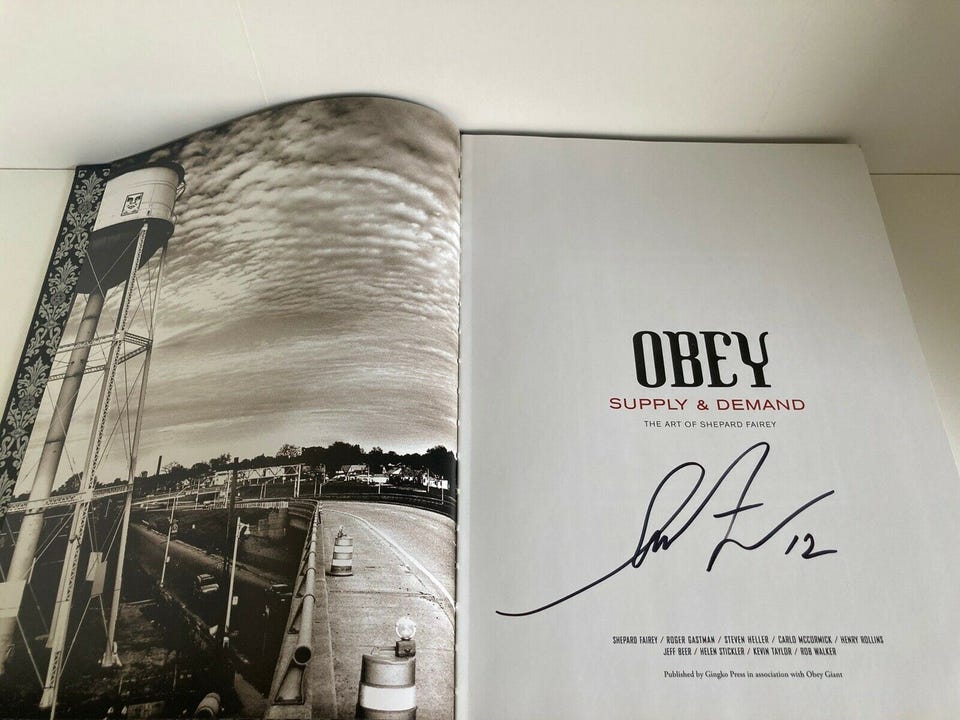 OBEY
SUPPLY & DEMAND
THE ART OF SHEPARD FAIREY
12
SHEPARD FAIREY / ROGER GASTMAN / STEVEN HELLER / CARLO MCCORMICK / HENRY ROLLINS
JEFF BEER / HELEN STICKLER / KEVIN TAYLOR / ROB WALKER
Published by Gingko Press in association with Obey Giant